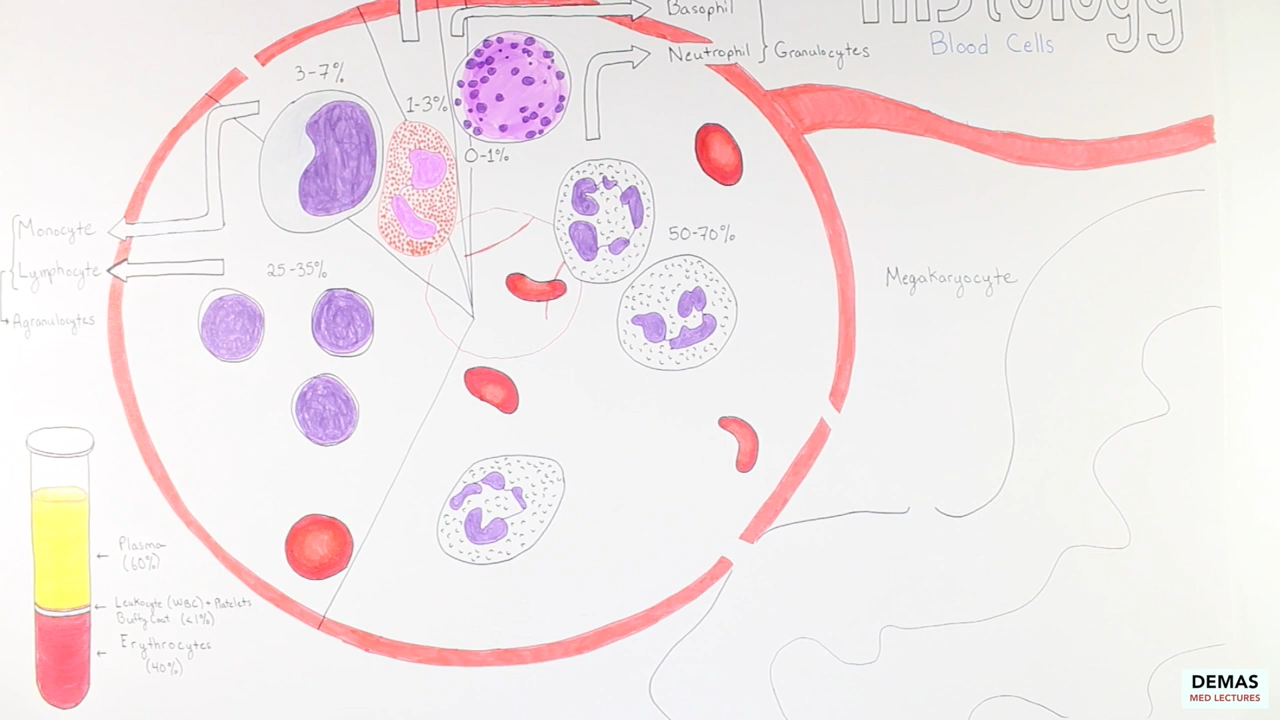 Histology
Blood Cells
Basophil
Neutrophil
Granulocytes
3-7%
1-3%
0-1%
50-70%
Monocyte
Lymphocyte
Agranulocytes
25-35%
Megakaryocyte
Plasma
(60%)
Leukocyte (WBC) + Platelets
Buffy Coat (<1%)
Erythrocytes
(40%)
DEMAS
MED LECTURES